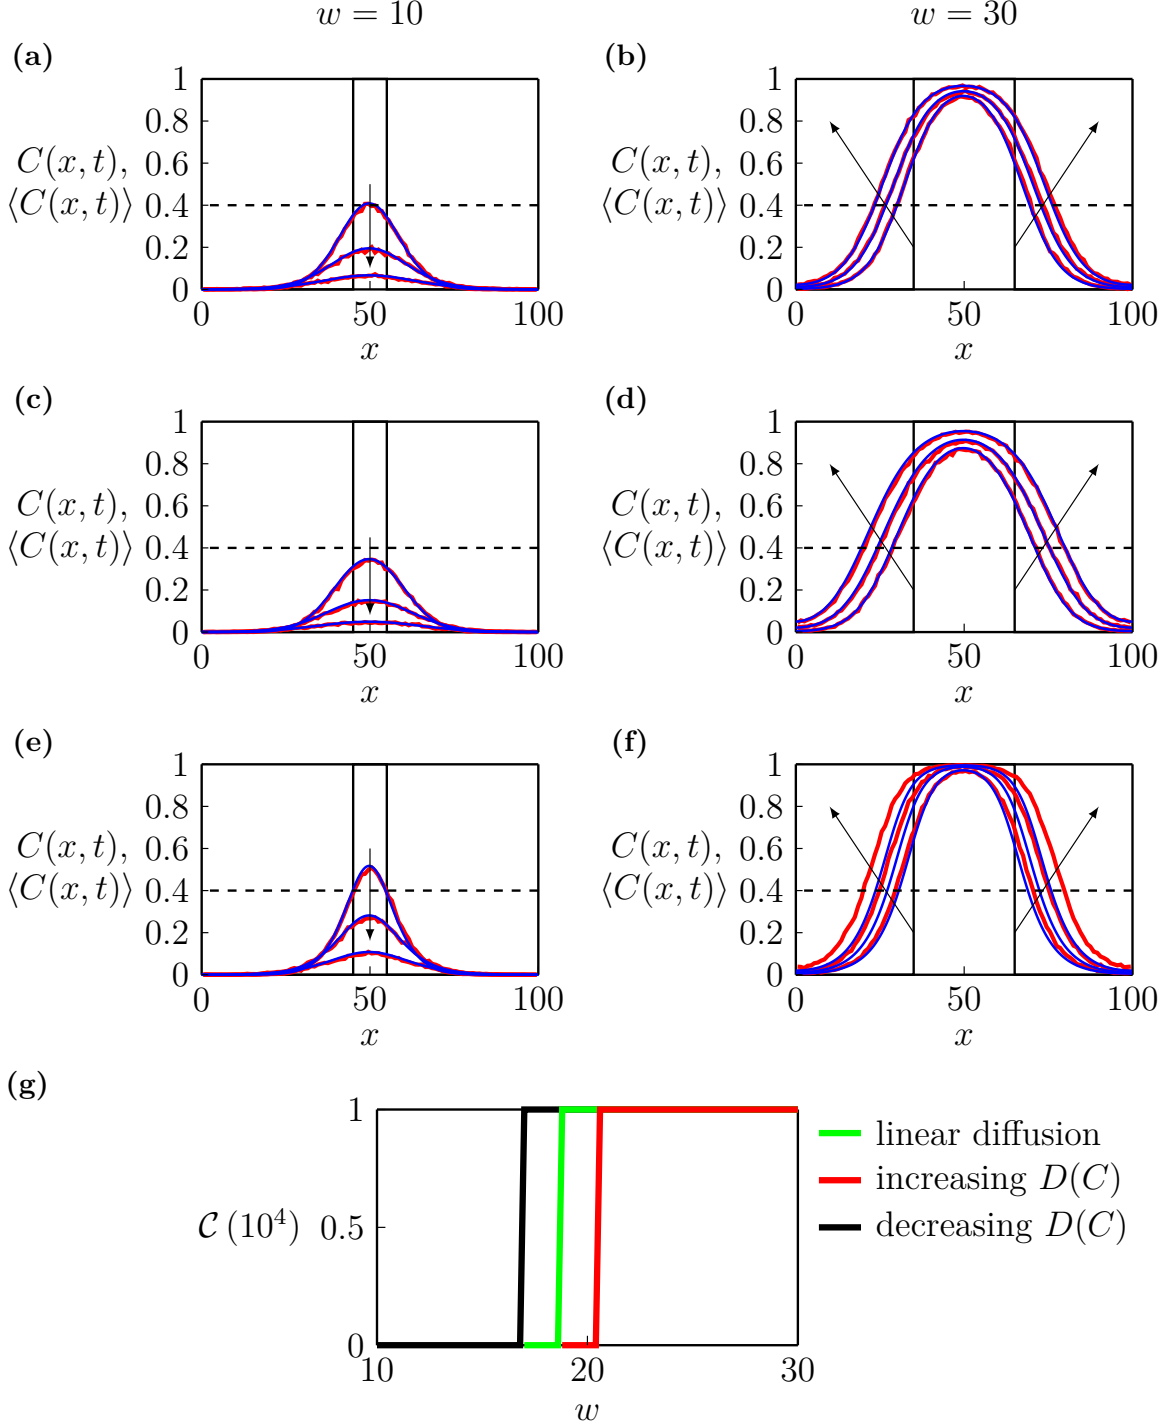 w = 10
w = 30
(a)
(b)
C(x, t),
⟨C(x, t)⟩
1
0.8
0.6
0.4
0.2
0
0
50
100
x
C(x, t),
⟨C(x, t)⟩
1
0.8
0.6
0.4
0.2
0
0
50
100
x
(c)
(d)
C(x, t),
⟨C(x, t)⟩
1
0.8
0.6
0.4
0.2
0
0
50
100
x
C(x, t),
⟨C(x, t)⟩
1
0.8
0.6
0.4
0.2
0
0
50
100
x
(e)
(f)
C(x, t),
⟨C(x, t)⟩
1
0.8
0.6
0.4
0.2
0
0
50
100
x
C(x, t),
⟨C(x, t)⟩
1
0.8
0.6
0.4
0.2
0
0
50
100
x
(g)
𝒞 (10⁴)
1
0.5
0
10
20
30
w
linear diffusion
increasing D(C)
decreasing D(C)